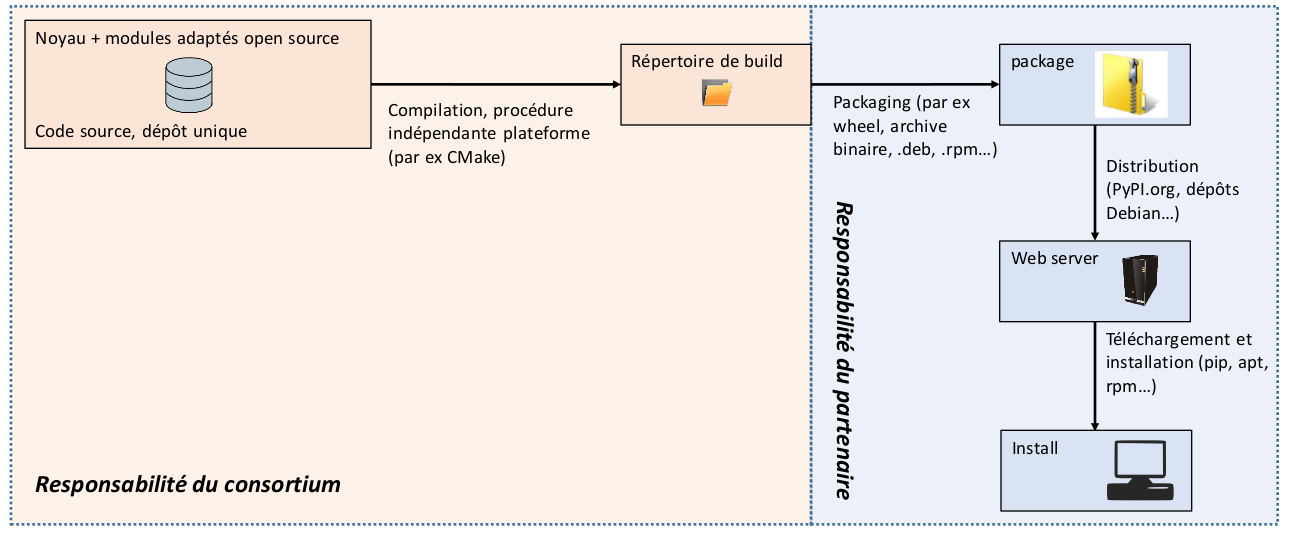 Noyau + modules adaptés open source
Code source, dépôt unique
Compilation, procédure
indépendante plateforme
(par ex CMake)
Répertoire de build
Responsabilité du consortium
Packaging (par ex
wheel, archive
binaire, .deb, .rpm…)
Responsabilité du partenaire
package
Distribution
(PyPI.org, dépôts
Debian…)
Web server
Téléchargement et
installation (pip, apt,
rpm…)
Install